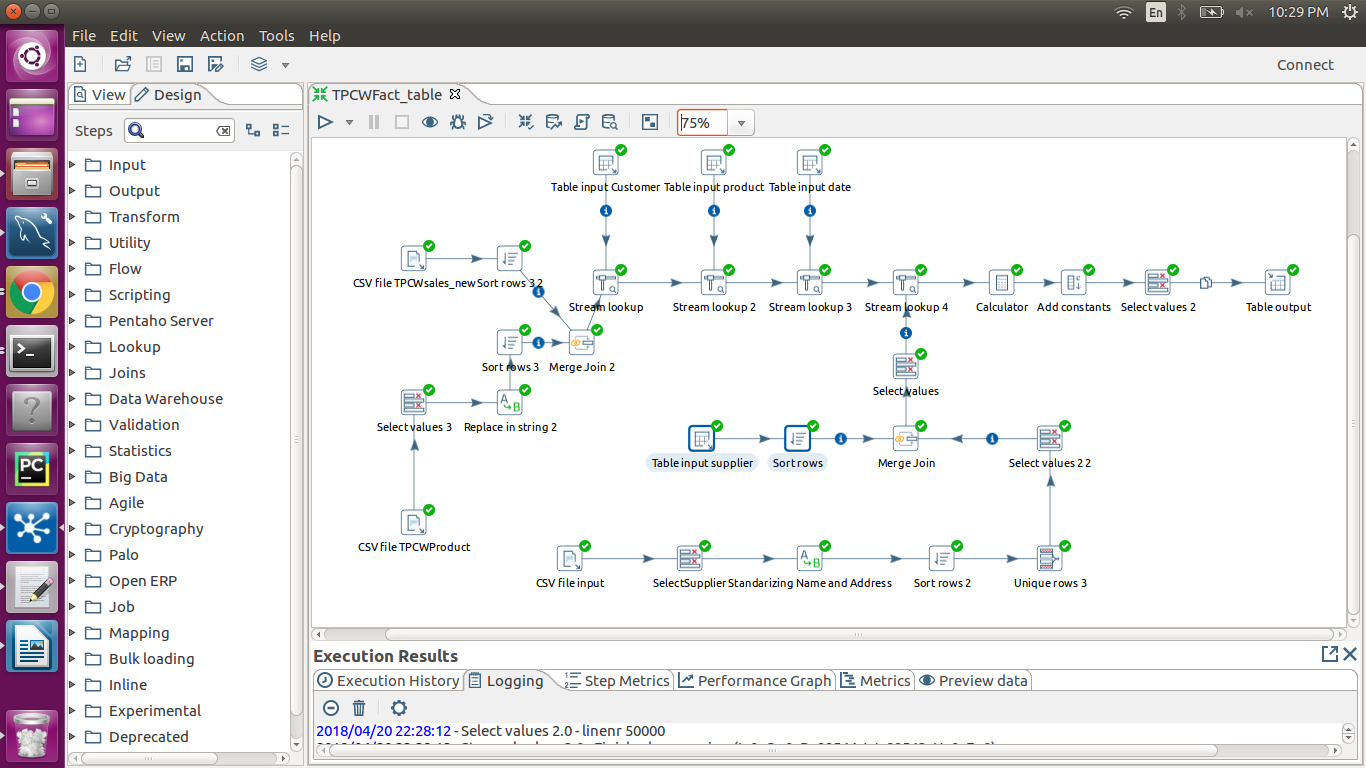 En
10:29 PM
File Edit View Action Tools Help
Connect
View Design
TPCWFact_table
Steps
75%
Input
Output
Transform
Utility
Flow
Scripting
Pentaho Server
Lookup
Joins
Data Warehouse
Validation
Statistics
Big Data
Agile
Cryptography
Palo
Open ERP
Job
Mapping
Bulk loading
Inline
Experimental
Deprecated
PC
Table input Customer Table input product Table input date
CSV file TPCWsales_new Sort rows 3 2
Stream lookup Stream lookup 2 Stream lookup 3 Stream lookup 4 Calculator Add constants Select values 2 Table output
Sort rows 3 Merge Join 2
Select values
Select values 3 Replace in string 2
Table input supplier Sort rows Merge Join Select values 2 2
CSV file TPCWProduct
CSV file input SelectSupplier Standarizing Name and Address Sort rows 2 Unique rows 3
Execution Results
Execution History Logging Step Metrics Performance Graph Metrics Preview data
2018/04/20 22:28:12 - Select values 2.0 - linenr 50000